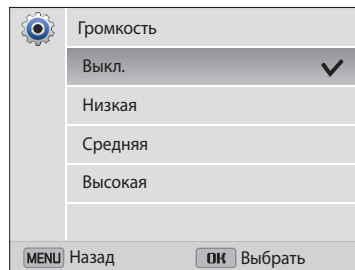 Громкость
Выкл.
Низкая
Средняя
Высокая
MENU Назад OK Выбрать